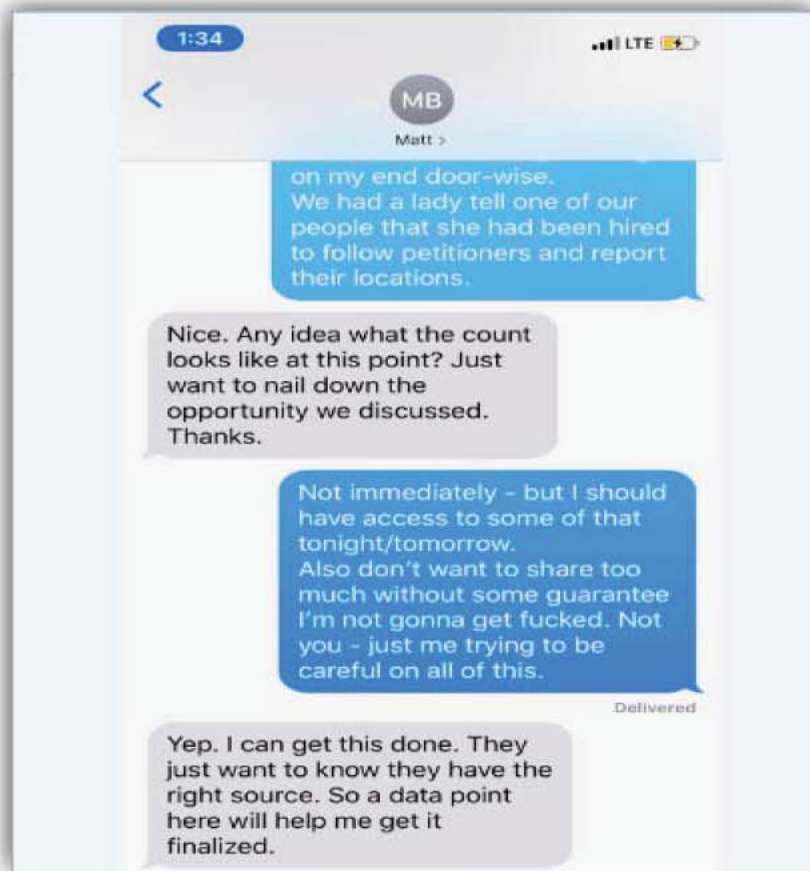 1:34
LTE
MB
Matt >
on my end door-wise.
We had a lady tell one of our
people that she had been hired
to follow petitioners and report
their locations.
Nice. Any idea what the count
looks like at this point? Just
want to nail down the
opportunity we discussed.
Thanks.
Not immediately - but I should
have access to some of that
tonight/tomorrow.
Also don't want to share too
much without some guarantee
I'm not gonna get fucked. Not
you - just me trying to be
careful on all of this.
Delivered
Yep. I can get this done. They
just want to know they have the
right source. So a data point
here will help me get it
finalized.